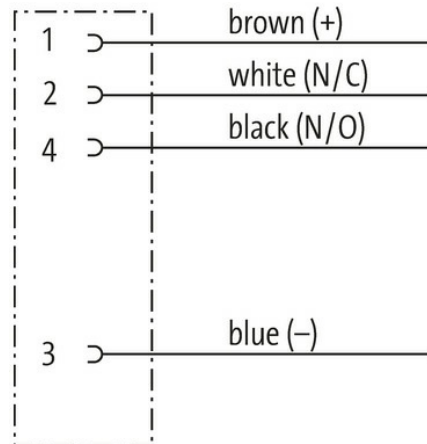 1 brown (+)
2 white (N/C)
4 black (N/O)
3 blue (–)